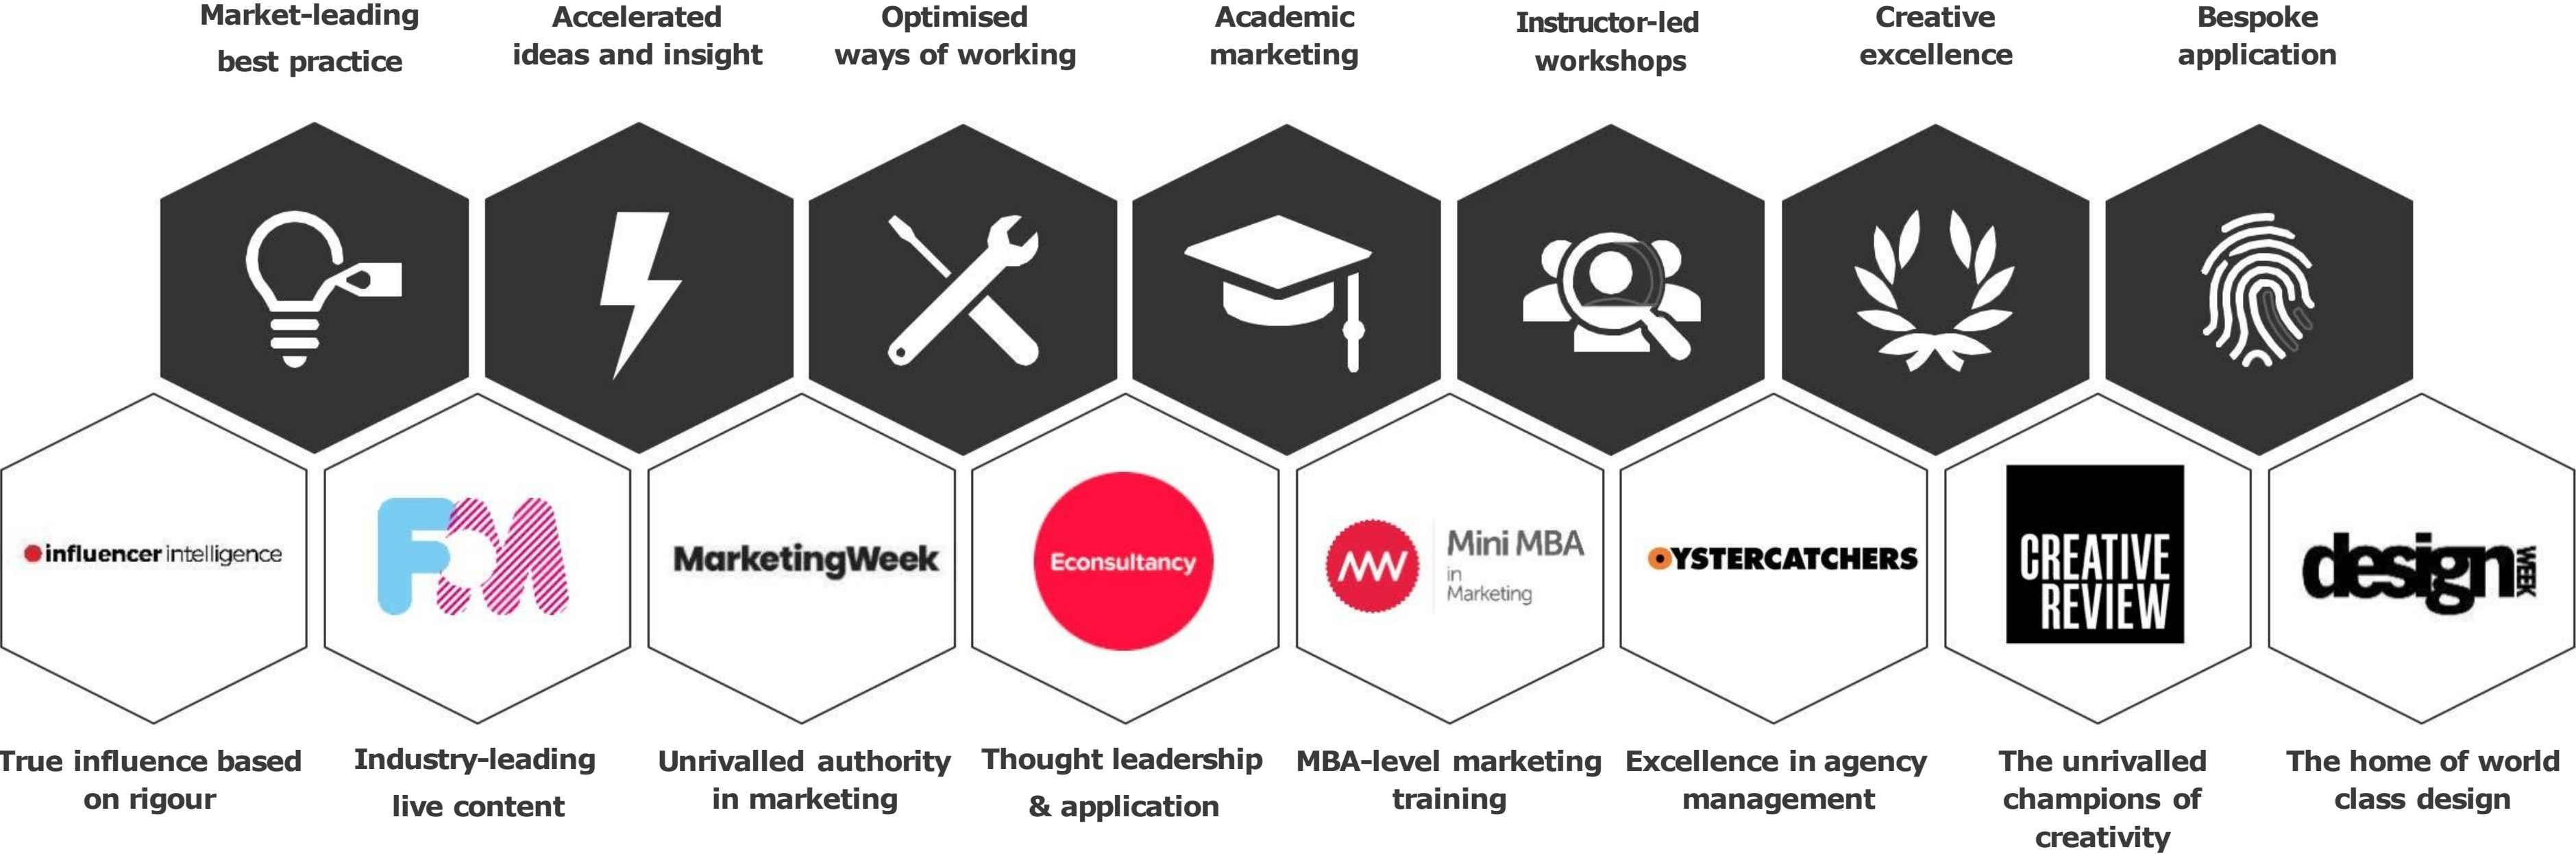 Market-leading
best practice
Accelerated
ideas and insight
Optimised
ways of working
Academic
marketing
Instructor-led
workshops
Creative
excellence
Bespoke
application
influencer intelligence
FOM
MarketingWeek
Econsultancy
MW
Mini MBA
in
Marketing
OYSTERCATCHERS
CREATIVE
REVIEW
design
WEEK
True influence based
on rigour
Industry-leading
live content
Unrivalled authority
in marketing
Thought leadership
& application
MBA-level marketing
training
Excellence in agency
management
The unrivalled
champions of
creativity
The home of world
class design